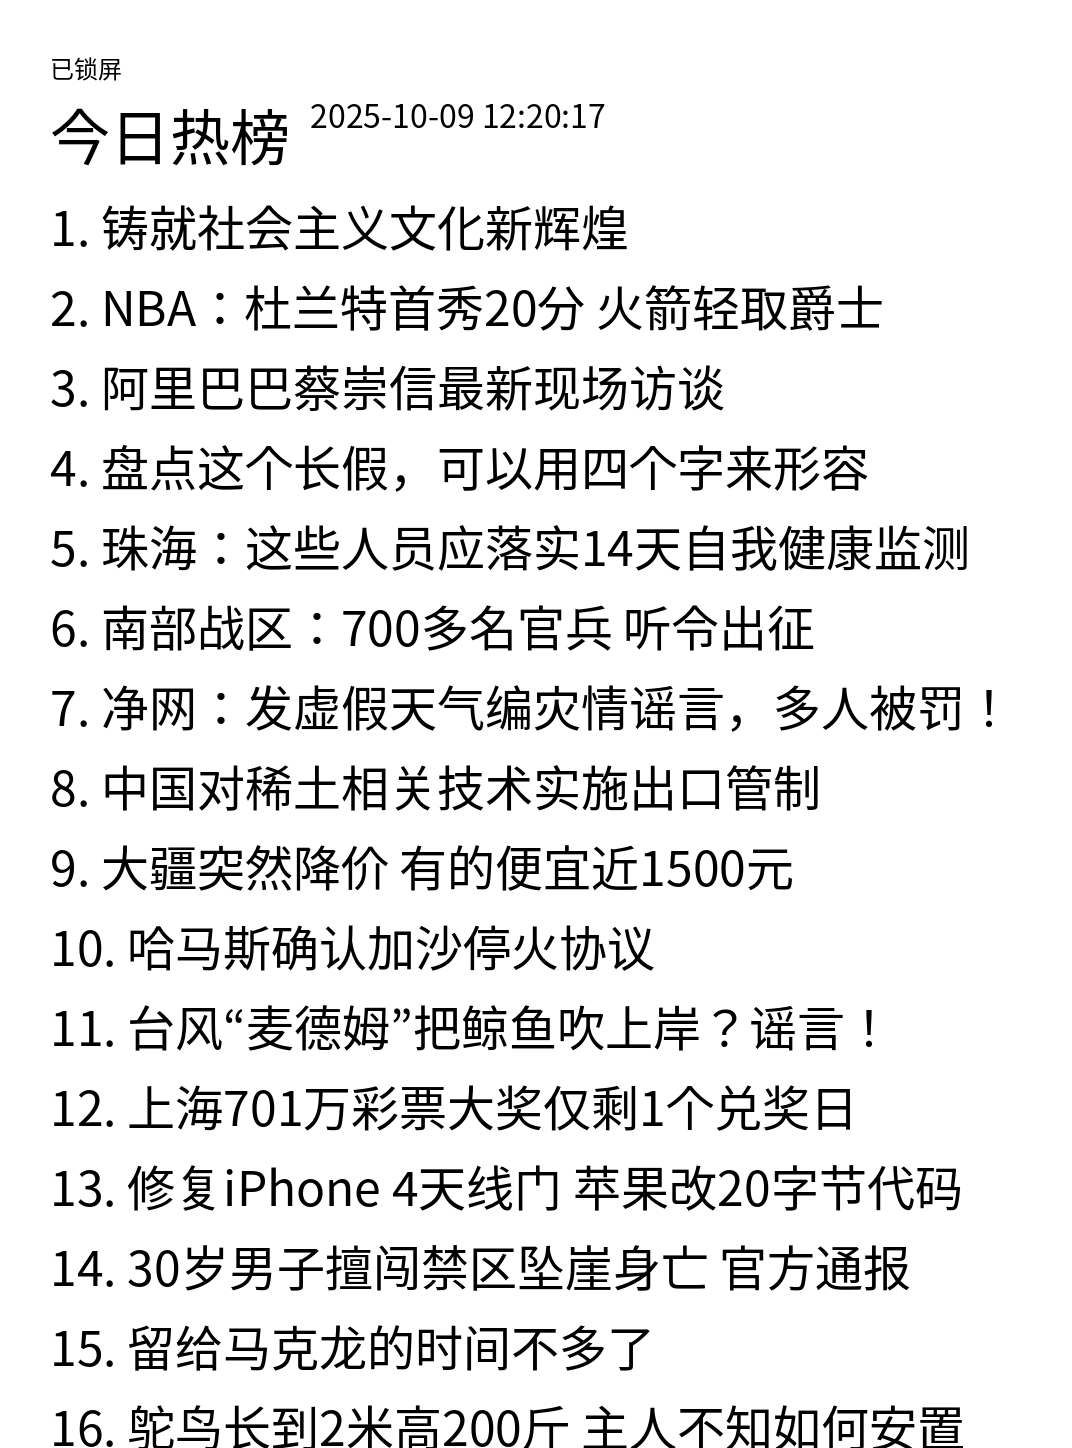 已锁屏
今日热榜 2025-10-09 12:20:17
1. 铸就社会主义文化新辉煌
2. NBA：杜兰特首秀20分 火箭轻取爵士
3. 阿里巴巴蔡崇信最新现场访谈
4. 盘点这个长假，可以用四个字来形容
5. 珠海：这些人员应落实14天自我健康监测
6. 南部战区：700多名官兵 听令出征
7. 净网：发虚假天气编灾情谣言，多人被罚！
8. 中国对稀土相关技术实施出口管制
9. 大疆突然降价 有的便宜近1500元
10. 哈马斯确认加沙停火协议
11. 台风“麦德姆”把鲸鱼吹上岸？谣言！
12. 上海701万彩票大奖仅剩1个兑奖日
13. 修复iPhone 4天线门 苹果改20字节代码
14. 30岁男子擅闯禁区坠崖身亡 官方通报
15. 留给马克龙的时间不多了
16. 鸵鸟长到2米高200斤 主人不知如何安置